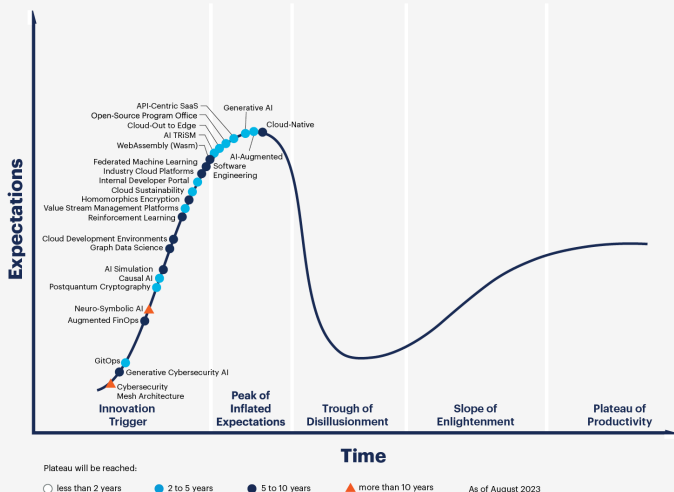 API-Centric SaaS
Open-Source Program Office
Cloud-Out to Edge
AI TRiSM
WebAssembly (Wasm)
Federated Machine Learning
Industry Cloud Platforms
Internal Developer Portal
Cloud Sustainability
Homomorphics Encryption
Value Stream Management Platforms
Reinforcement Learning
Cloud Development Environments
Graph Data Science
AI Simulation
Causal AI
Postquantum Cryptography
Neuro-Symbolic AI
Augmented FinOps
GitOps
Generative Cybersecurity AI
Cybersecurity
Mesh Architecture
Generative AI
Cloud-Native
AI-Augmented
Software
Engineering
Expectations
Innovation
Trigger
Peak of
Inflated
Expectations
Trough of
Disillusionment
Slope of
Enlightenment
Plateau of
Productivity
Time
Plateau will be reached:
less than 2 years
2 to 5 years
5 to 10 years
more than 10 years
As of August 2023